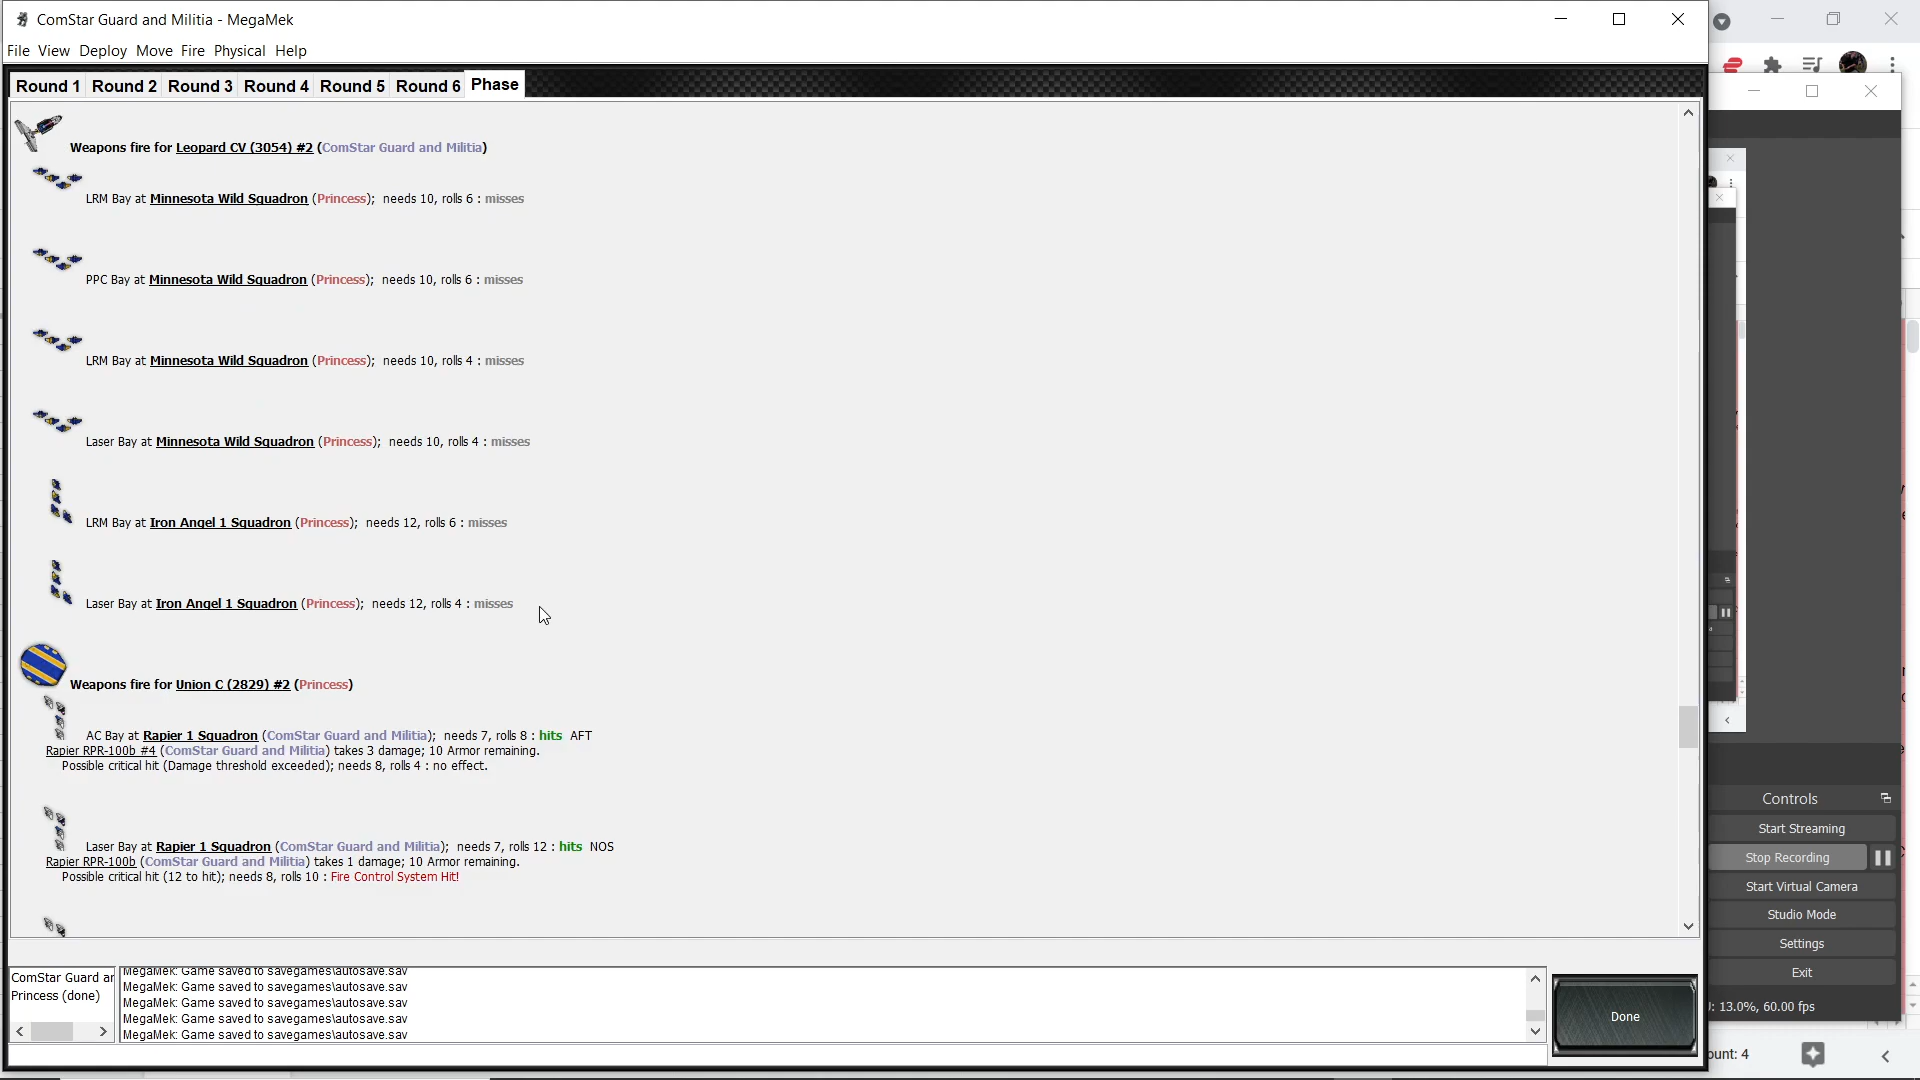 ComStar Guard and Militia - MegaMek
File View Deploy Move Fire Physical Help
Round 1 Round 2 Round 3 Round 4 Round 5 Round 6 Phase
Weapons fire for Leopard CV (3054) #2 (ComStar Guard and Militia)
LRM Bay at Minnesota Wild Squadron (Princess); needs 10, rolls 6 : misses
PPC Bay at Minnesota Wild Squadron (Princess); needs 10, rolls 6 : misses
LRM Bay at Minnesota Wild Squadron (Princess); needs 10, rolls 4 : misses
Laser Bay at Minnesota Wild Squadron (Princess); needs 10, rolls 4 : misses
LRM Bay at Iron Angel 1 Squadron (Princess); needs 12, rolls 6 : misses
Laser Bay at Iron Angel 1 Squadron (Princess); needs 12, rolls 4 : misses
Weapons fire for Union C (2829) #2 (Princess)
AC Bay at Rapier 1 Squadron (ComStar Guard and Militia); needs 7, rolls 8 : hits AFT
Rapier RPR-100b #4 (ComStar Guard and Militia) takes 3 damage; 10 Armor remaining.
Possible critical hit (Damage threshold exceeded); needs 8, rolls 4 : no effect.
Laser Bay at Rapier 1 Squadron (ComStar Guard and Militia); needs 7, rolls 12 : hits NOS
Rapier RPR-100b (ComStar Guard and Militia) takes 1 damage; 10 Armor remaining.
Possible critical hit (12 to hit); needs 8, rolls 10 : Fire Control System Hit!
ComStar Guard ar
Princess (done)
MegaMek: Game saved to savegames\autosave.sav
MegaMek: Game saved to savegames\autosave.sav
MegaMek: Game saved to savegames\autosave.sav
MegaMek: Game saved to savegames\autosave.sav
MegaMek: Game saved to savegames\autosave.sav
Done
Controls
Start Streaming
Stop Recording
Start Virtual Camera
Studio Mode
Settings
Exit
: 13.0%, 60.00 fps
ount: 4